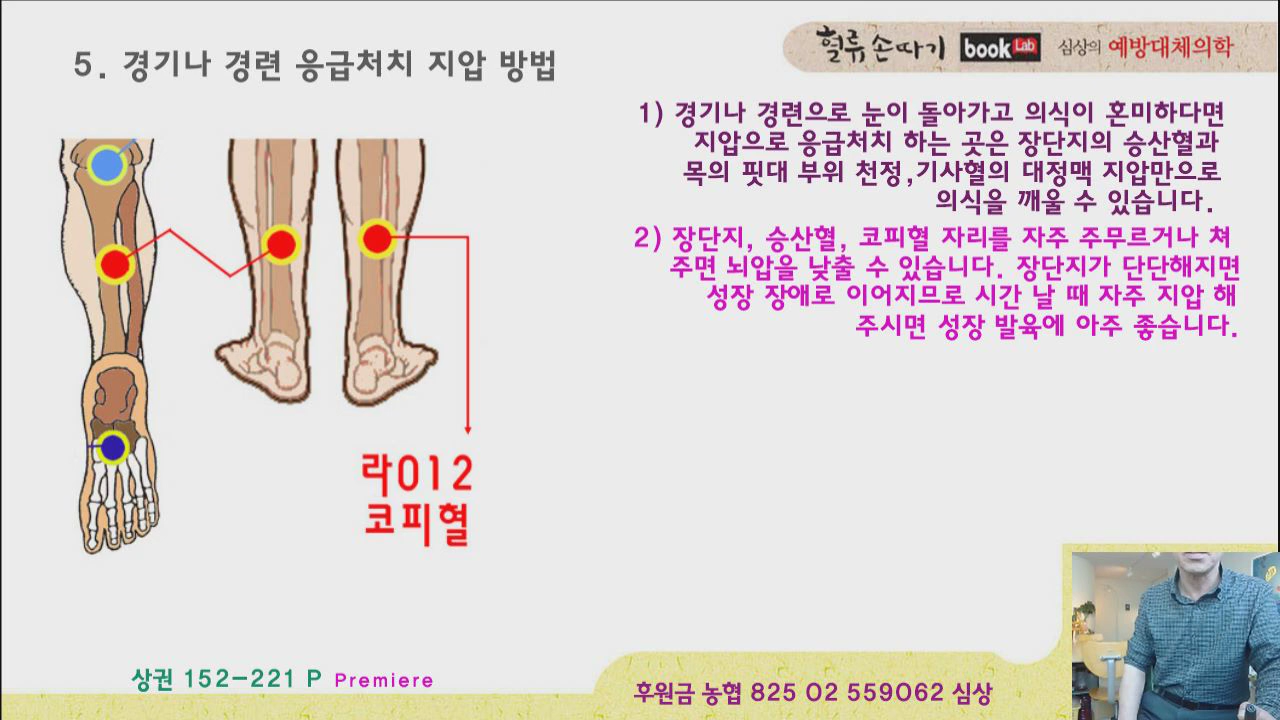 5. 경기나 경련 응급처치 지압 방법
혈류손따기 book Lab 심상의 예방대체의학
1) 경기나 경련으로 눈이 돌아가고 의식이 혼미하다면
지압으로 응급처치 하는 곳은 장단지의 승산혈과
목의 핏대 부위 천정,기사혈의 대정맥 지압만으로
의식을 깨울 수 있습니다.
2) 장단지, 승산혈, 코피혈 자리를 자주 주무르거나 쳐
주면 뇌압을 낮출 수 있습니다. 장단지가 단단해지면
성장 장애로 이어지므로 시간 날 때 자주 지압 해
주시면 성장 발육에 아주 좋습니다.
락012
코피혈
상권 152-221 P Premiere
후원금 농협 825 02 559062 심상